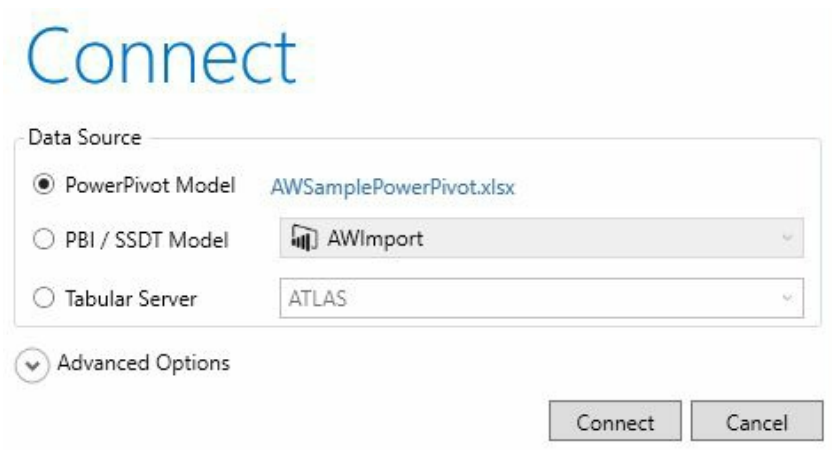 Connect
Data Source
PowerPivot Model AWSamplePowerPivot.xlsx
PBI / SSDT Model AWImport
Tabular Server ATLAS
Advanced Options
Connect Cancel